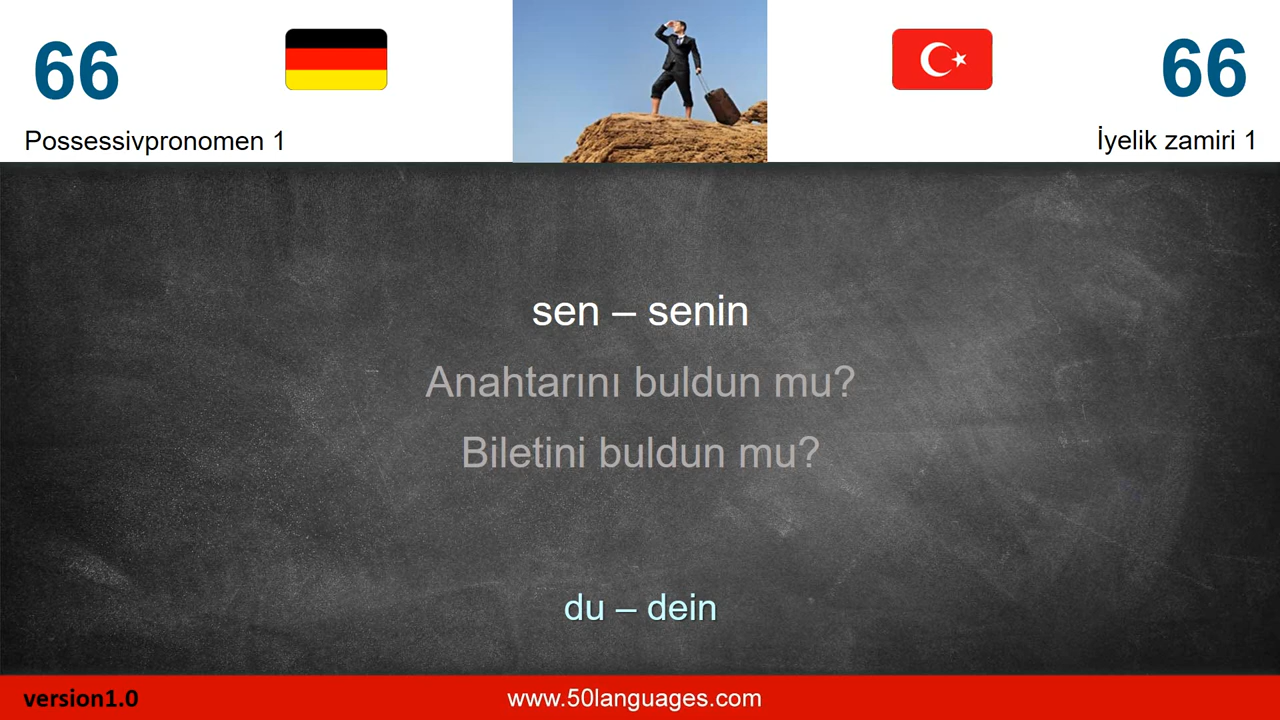 66
66
Possessivpronomen 1
İyelik zamiri 1
sen – senin
Anahtarını buldun mu?
Biletini buldun mu?
du – dein
version1.0
www.50languages.com